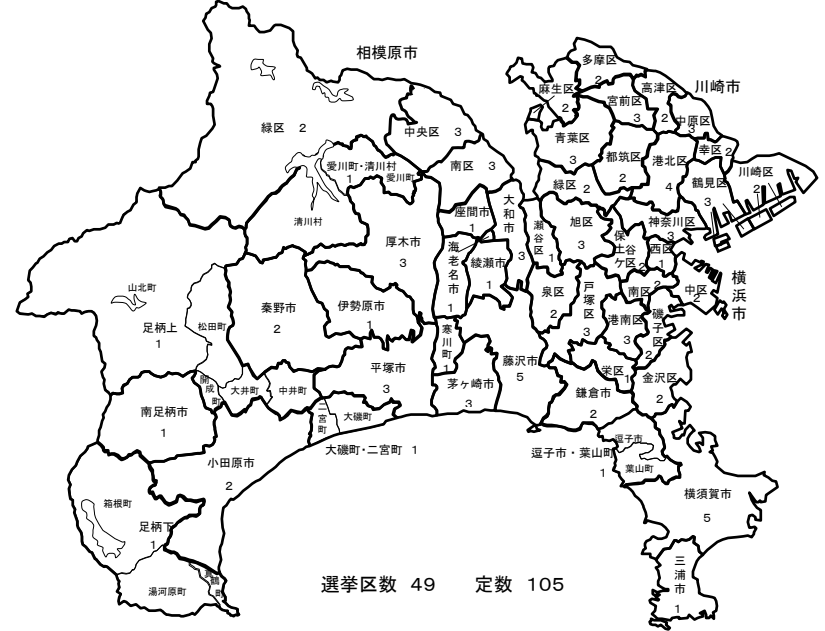 相模原市
多摩区
2
川崎市
麻生区
2
高津区
2
宮前区
3
中原区
3
緑区 2
中央区 3
青葉区
3
幸区 2
都筑区
2
港北区
4
川崎区
2
愛川町・清川村
1
愛川町
南区 3
鶴見区
3
緑区 2
清川村
座間市
1
大和市
3
瀬谷区
1
旭区
3
神奈川区
3
保土ケ谷区
2
西区
1
厚木市
3
海老名市
1
綾瀬市
1
横浜市
山北町
秦野市
2
伊勢原市
1
泉区
2
戸塚区
3
南区
2
中区
2
港南区
3
磯子区
2
足柄上
1
松田町
寒川町
1
平塚市
3
藤沢市
5
栄区1
金沢区
2
開成町
大井町
中井町
茅ヶ崎市
3
鎌倉市
2
南足柄市
1
二宮町
大磯町
大磯町・二宮町 1
逗子市
逗子市・葉山町
1
葉山町
小田原市
2
横須賀市
5
箱根町
足柄下
1
三浦市
1
湯河原町
真鶴町
選挙区数 49 定数 105